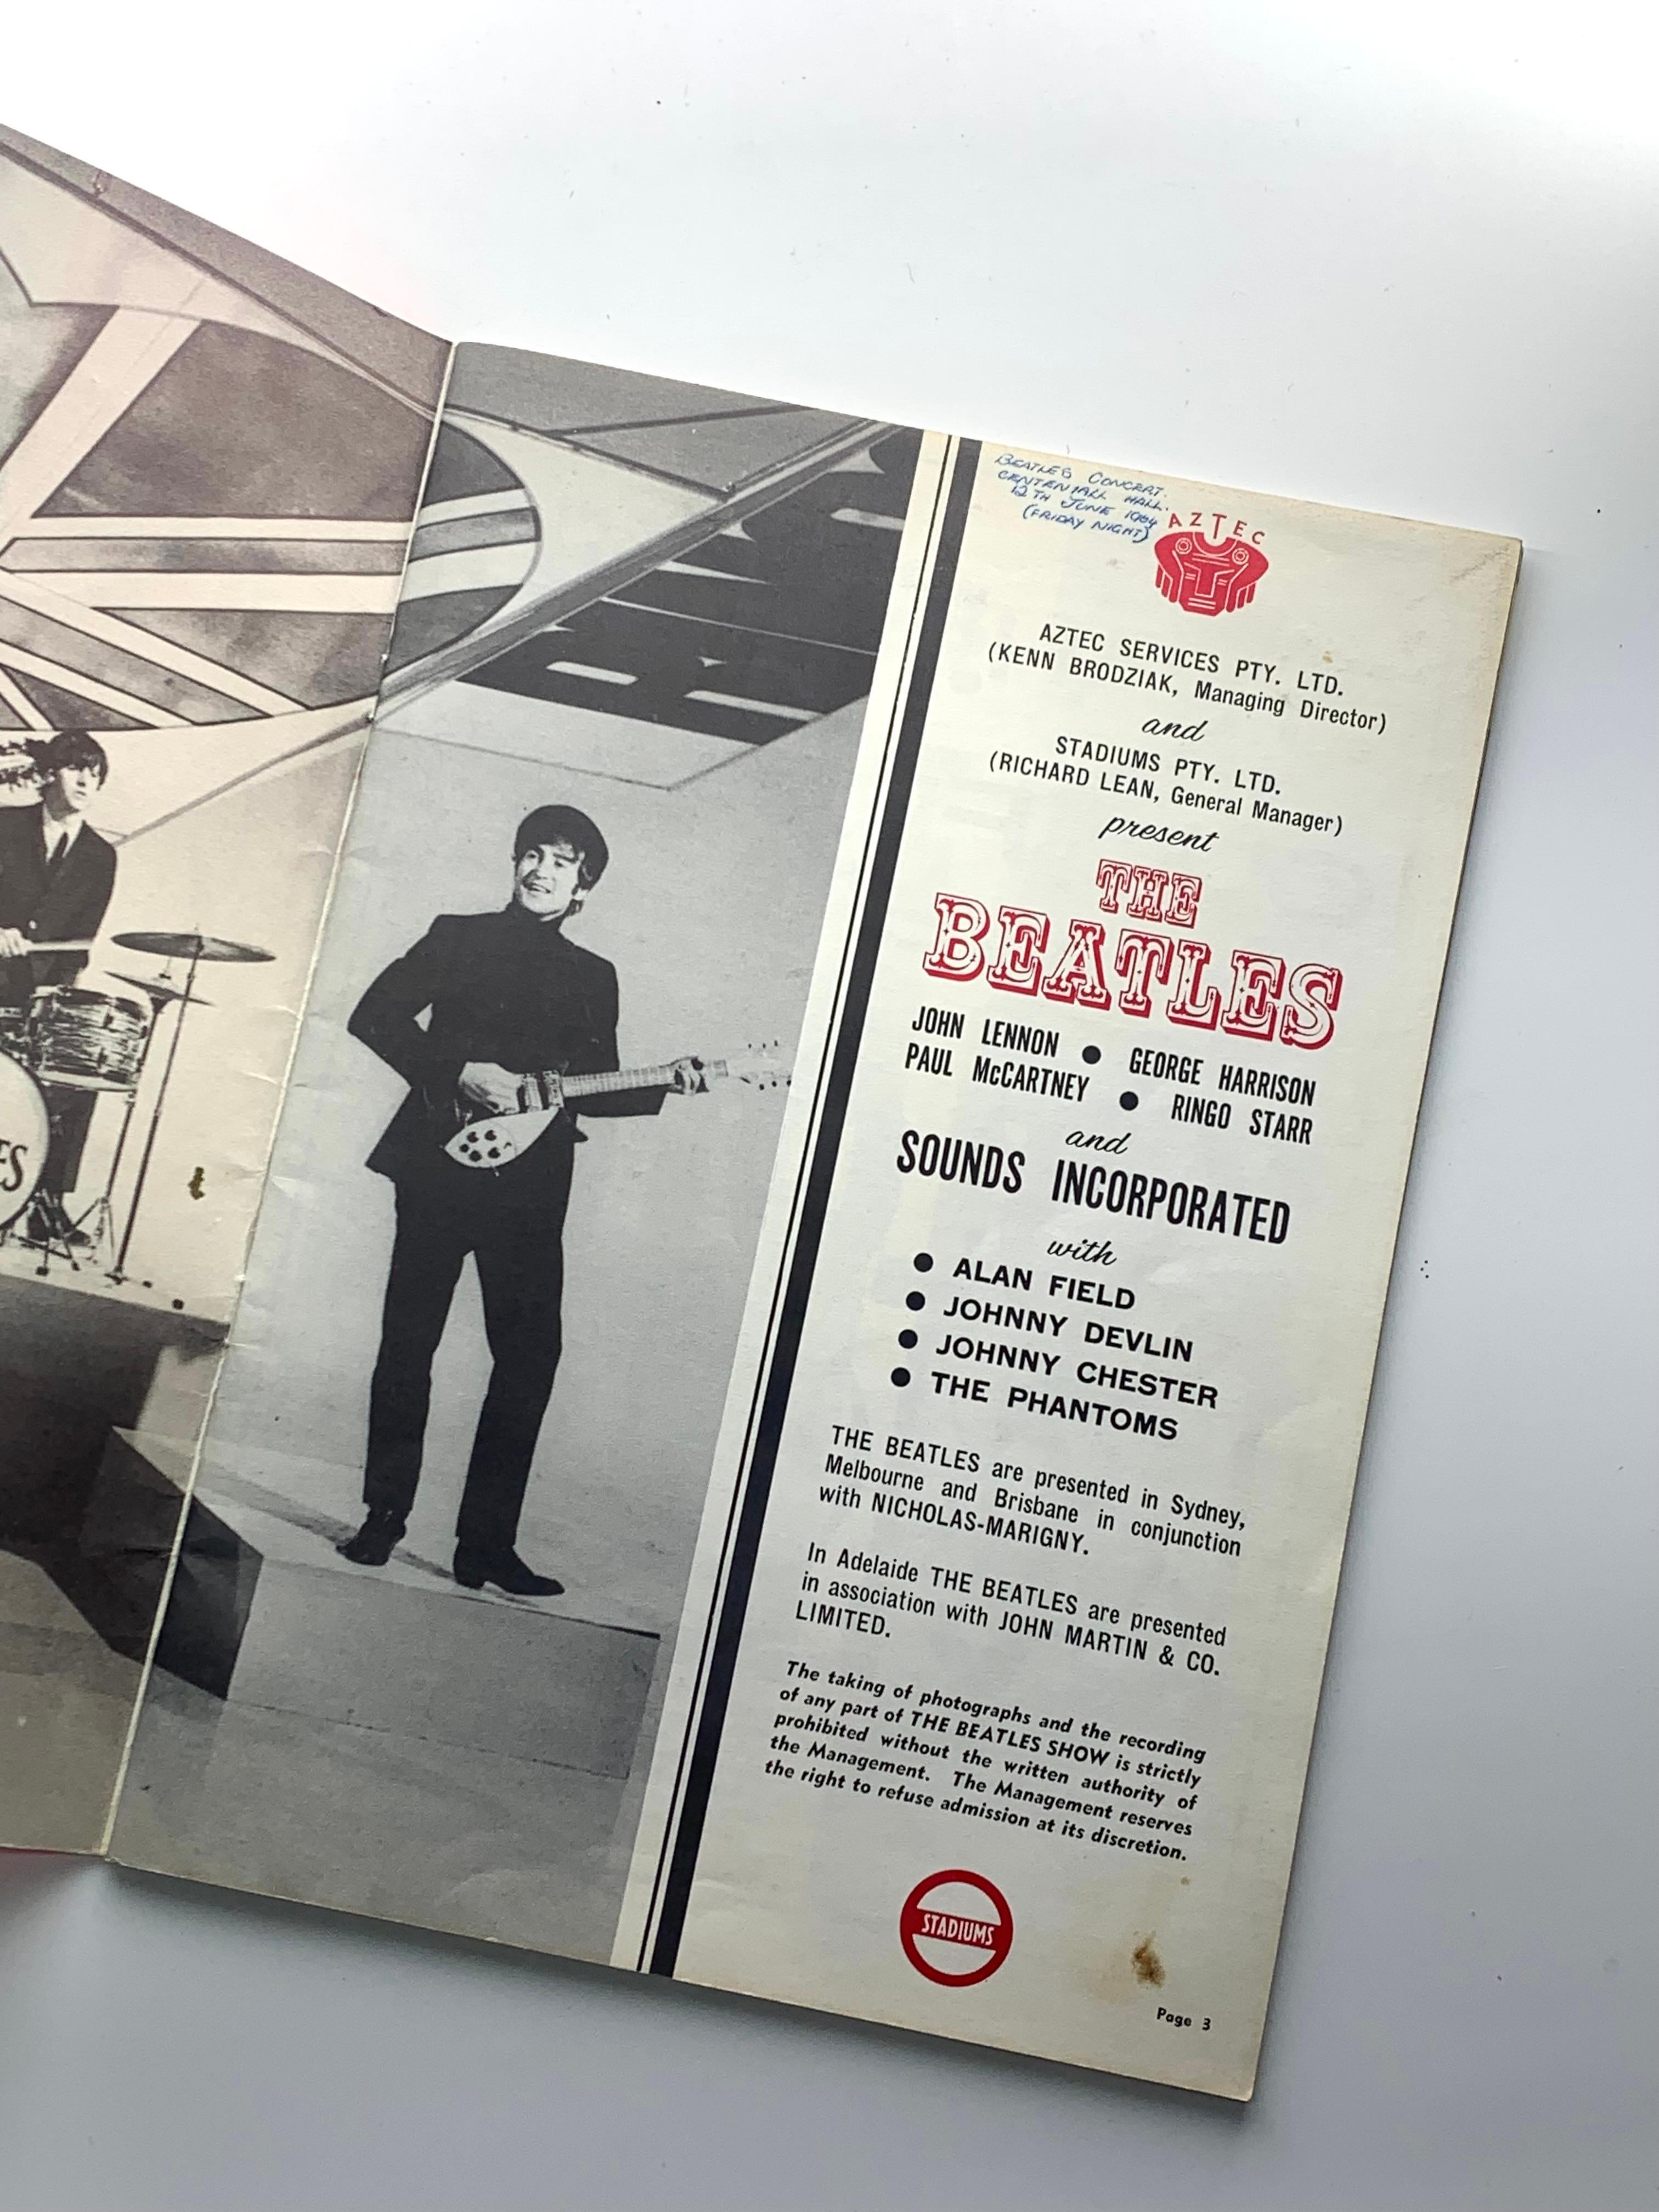 ES
BEATLES CONCERT.
CENTENIALL HALL.
12TH JUNE 1964
(FRIDAY NIGHT)
AZTEC
AZTEC SERVICES PTY. LTD.
(KENN BRODZIAK, Managing Director)
and
STADIUMS PTY. LTD.
(RICHARD LEAN, General Manager)
present
THE
BEATLES
JOHN LENNON ● GEORGE HARRISON
PAUL McCARTNEY ● RINGO STARR
and
SOUNDS INCORPORATED
with
● ALAN FIELD
● JOHNNY DEVLIN
● JOHNNY CHESTER
● THE PHANTOMS
THE BEATLES are presented in Sydney,
Melbourne and Brisbane in conjunction
with NICHOLAS-MARIGNY.
In Adelaide THE BEATLES are presented
in association with JOHN MARTIN & CO.
LIMITED.
The taking of photographs and the recording
of any part of THE BEATLES SHOW is strictly
prohibited without the written authority of
the Management. The Management reserves
the right to refuse admission at its discretion.
STADIUMS
Page 3